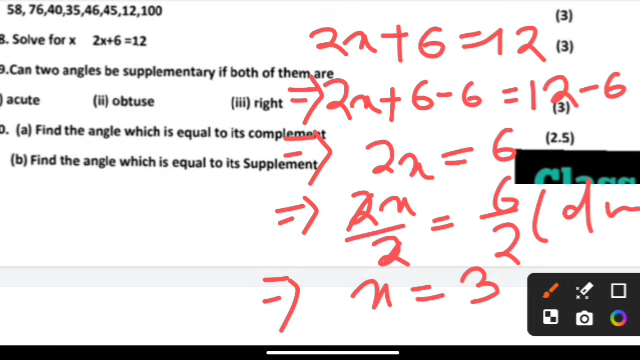 58, 76,40,35,46,45,12,100
(3)
8. Solve for x 2x+6 =12
(3)
2x+6=12
9.Can two angles be supplementary if both of them are
) acute (ii) obtuse (iii) right
(3)
⇒ 2x+6-6=12-6
0. (a) Find the angle which is equal to its complement
(2.5)
⇒ 2x=6
(b) Find the angle which is equal to its Supplement
⇒ 2x/2 = 6/2 (
⇒ x=3